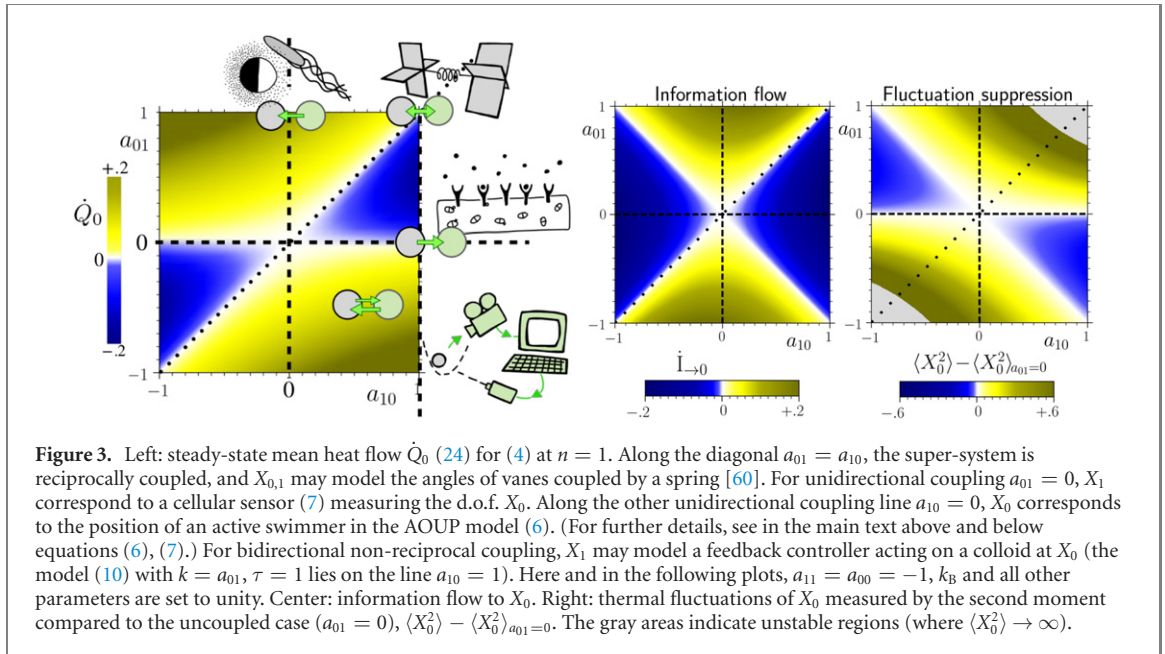 Information flow
Fluctuation suppression
1
a01
+.2
Q̇0
0
-.2
0
−1
−1
0
a10
1
a01
0
−1
−1
0
a10
1
İ→0
-.2
0
+.2
1
a01
0
−1
−1
0
a10
1
⟨X0²⟩−⟨X0²⟩a01=0
-.6
0
+.6
Figure 3. Left: steady-state mean heat flow Q̇0 (24) for (4) at n = 1. Along the diagonal a01 = a10, the super-system is
reciprocally coupled, and X0,1 may model the angles of vanes coupled by a spring [60]. For unidirectional coupling a01 = 0, X1
correspond to a cellular sensor (7) measuring the d.o.f. X0. Along the other unidirectional coupling line a10 = 0, X0 corresponds
to the position of an active swimmer in the AOUP model (6). (For further details, see in the main text above and below
equations (6), (7).) For bidirectional non-reciprocal coupling, X1 may model a feedback controller acting on a colloid at X0 (the
model (10) with k = a01, τ = 1 lies on the line a10 = 1). Here and in the following plots, a11 = a00 = −1, kB and all other
parameters are set to unity. Center: information flow to X0. Right: thermal fluctuations of X0 measured by the second moment
compared to the uncoupled case (a01 = 0), ⟨X0²⟩ − ⟨X0²⟩a01=0. The gray areas indicate unstable regions (where ⟨X0²⟩ → ∞).